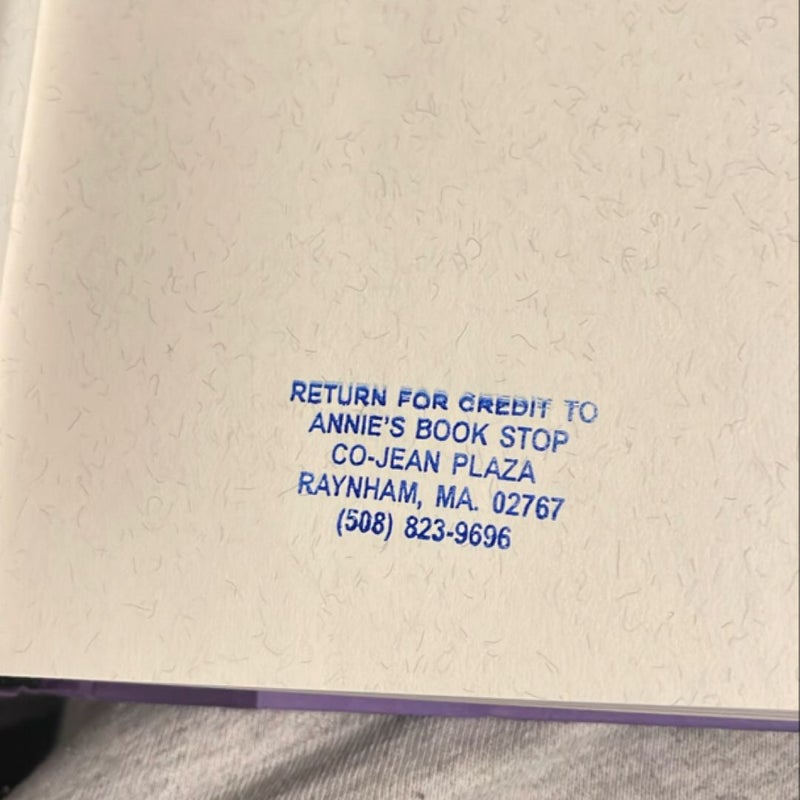 RETURN FOR CREDIT TO
ANNIE'S BOOK STOP
CO-JEAN PLAZA
RAYNHAM, MA. 02767
(508) 823-9696